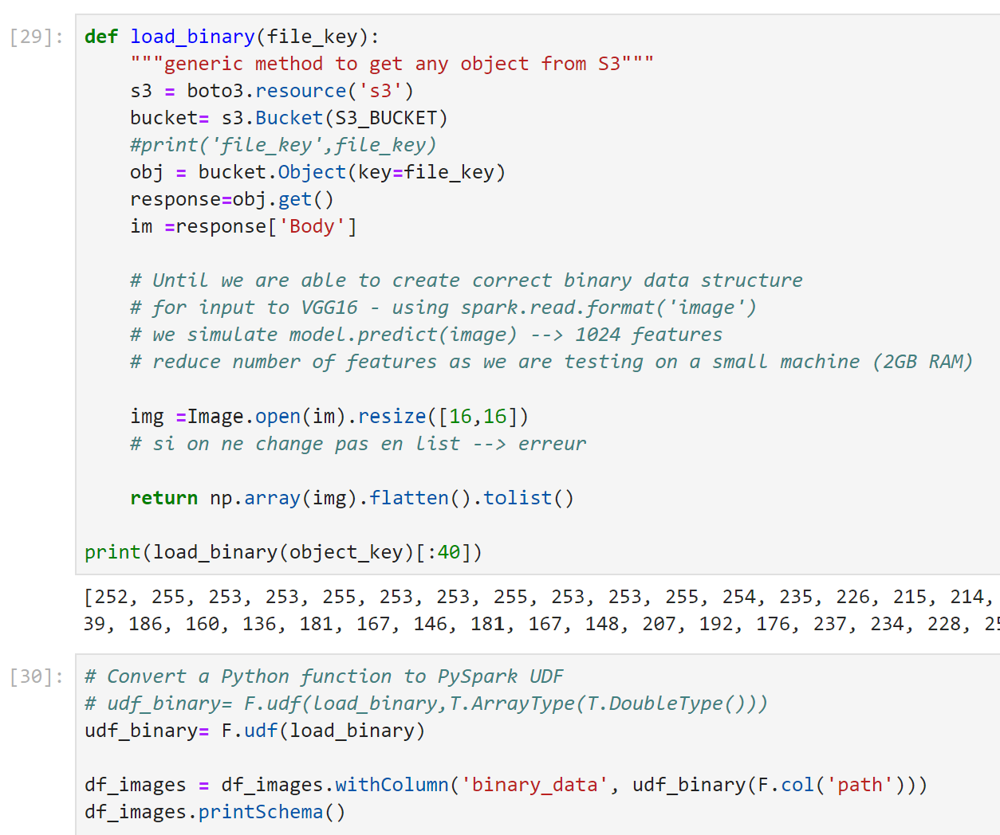 [29]: def load_binary(file_key):
    """generic method to get any object from S3"""
    s3 = boto3.resource('s3')
    bucket= s3.Bucket(S3_BUCKET)
    #print('file_key',file_key)
    obj = bucket.Object(key=file_key)
    response=obj.get()
    im =response['Body']
    # Until we are able to create correct binary data structure
    # for input to VGG16 - using spark.read.format('image')
    # we simulate model.predict(image) --> 1024 features
    # reduce number of features as we are testing on a small machine (2GB RAM)
    img =Image.open(im).resize([16,16])
    # si on ne change pas en list --> erreur
    return np.array(img).flatten().tolist()
print(load_binary(object_key)[:40])
[252, 255, 253, 253, 255, 253, 253, 255, 253, 253, 255, 254, 235, 226, 215, 214,
39, 186, 160, 136, 181, 167, 146, 181, 167, 148, 207, 192, 176, 237, 234, 228,
[30]: # Convert a Python function to PySpark UDF
# udf_binary= F.udf(load_binary,T.ArrayType(T.DoubleType()))
udf_binary= F.udf(load_binary)
df_images = df_images.withColumn('binary_data', udf_binary(F.col('path')))
df_images.printSchema()